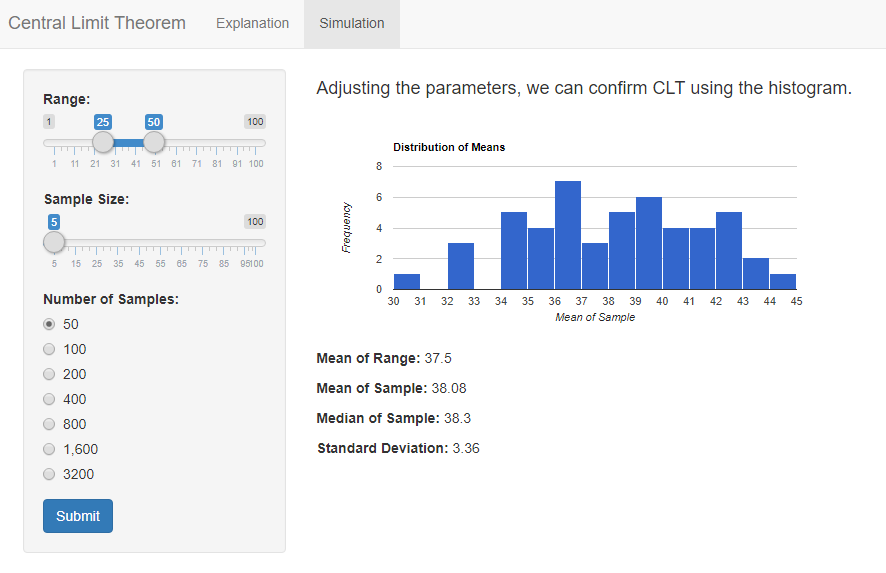 Central Limit Theorem Explanation Simulation
Range:
1 25 50 100
1 11 21 31 41 51 61 71 81 91 100
Sample Size:
5 100
5 15 25 35 45 55 65 75 85 95100
Number of Samples:
50
100
200
400
800
1,600
3200
Submit
Adjusting the parameters, we can confirm CLT using the histogram.
Distribution of Means
8
6
4
2
0
Frequency
30 31 32 33 34 35 36 37 38 39 40 41 42 43 44 45
Mean of Sample
Mean of Range: 37.5
Mean of Sample: 38.08
Median of Sample: 38.3
Standard Deviation: 3.36